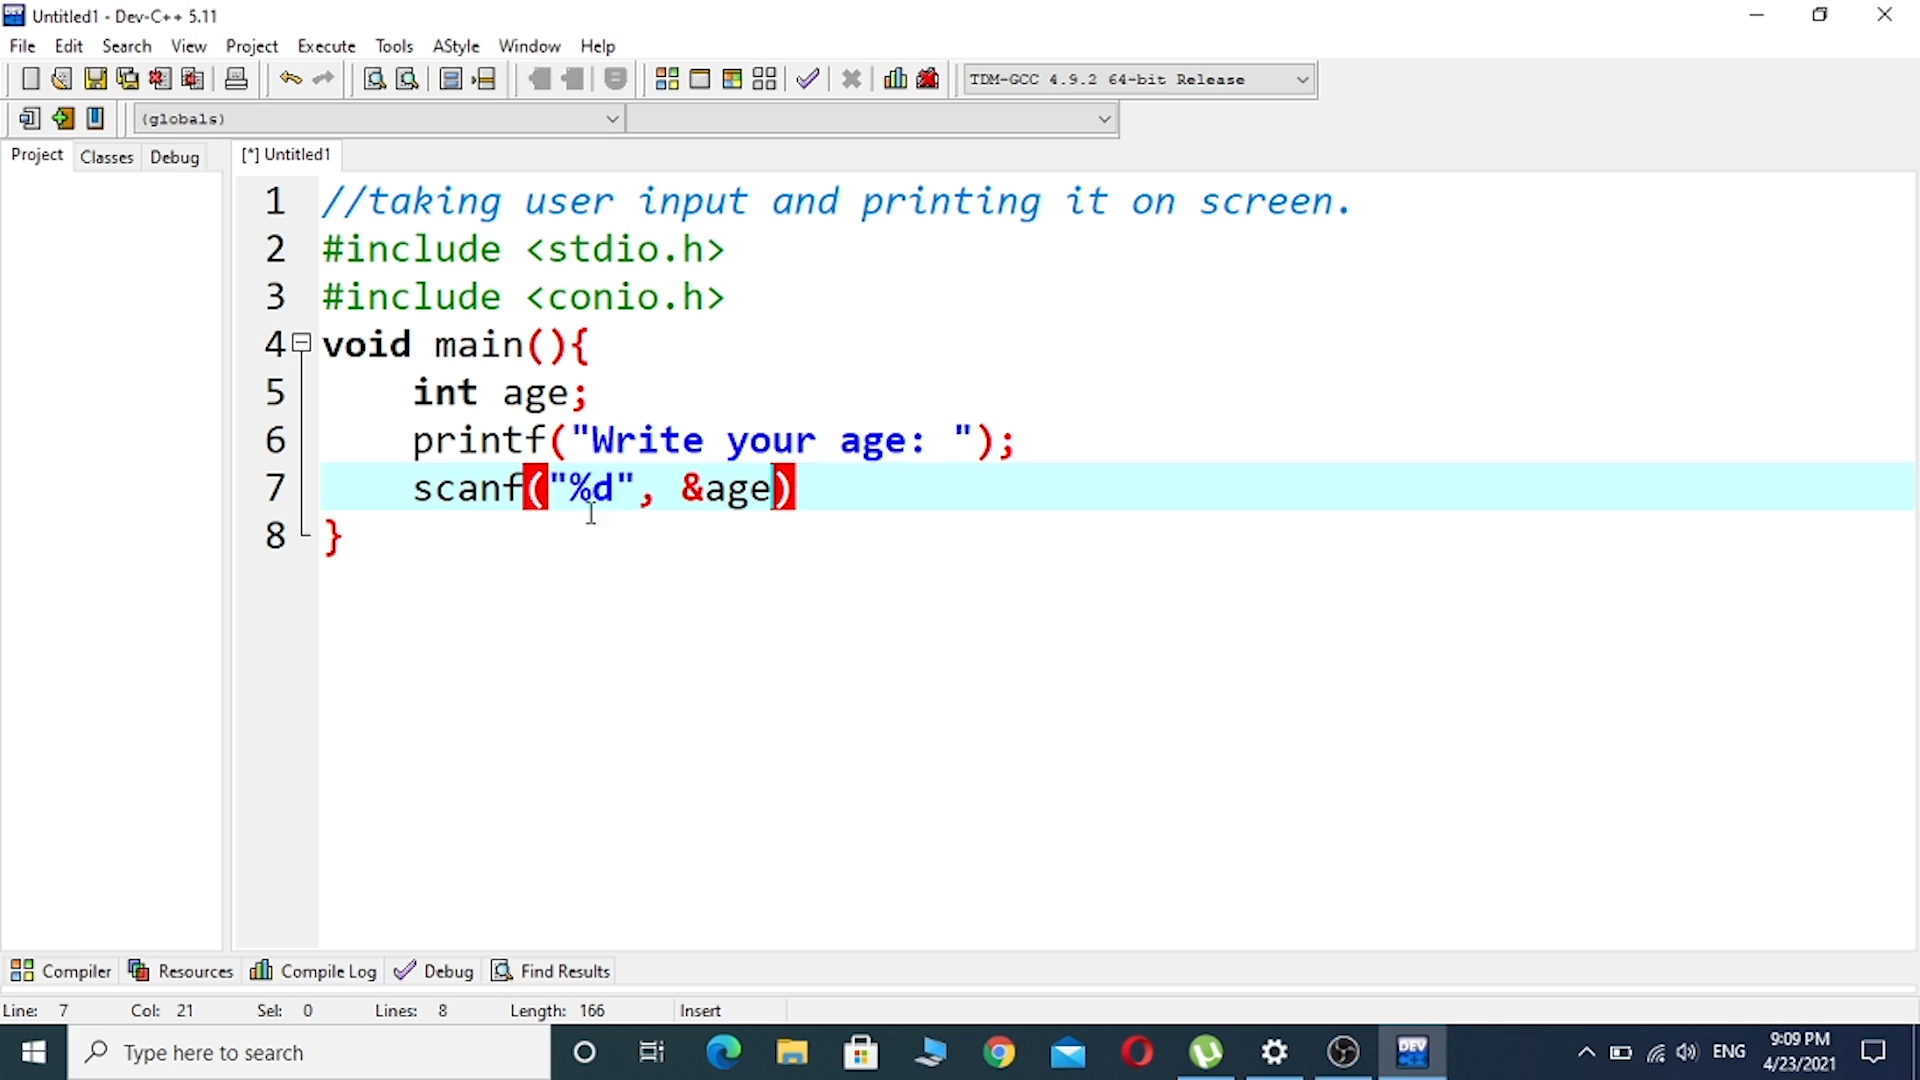 Untitled1 - Dev-C++ 5.11
File Edit Search View Project Execute Tools AStyle Window Help
TDM-GCC 4.9.2 64-bit Release
(globals)
Project Classes Debug [*] Untitled1
1 //taking user input and printing it on screen.
2 #include <stdio.h>
3 #include <conio.h>
4 void main(){
5 int age;
6 printf("Write your age: ");
7 scanf("%d", &age)
8 }
Compiler Resources Compile Log Debug Find Results
Line: 7 Col: 21 Sel: 0 Lines: 8 Length: 166 Insert
Type here to search
DEV
ENG
9:09 PM
4/23/2021